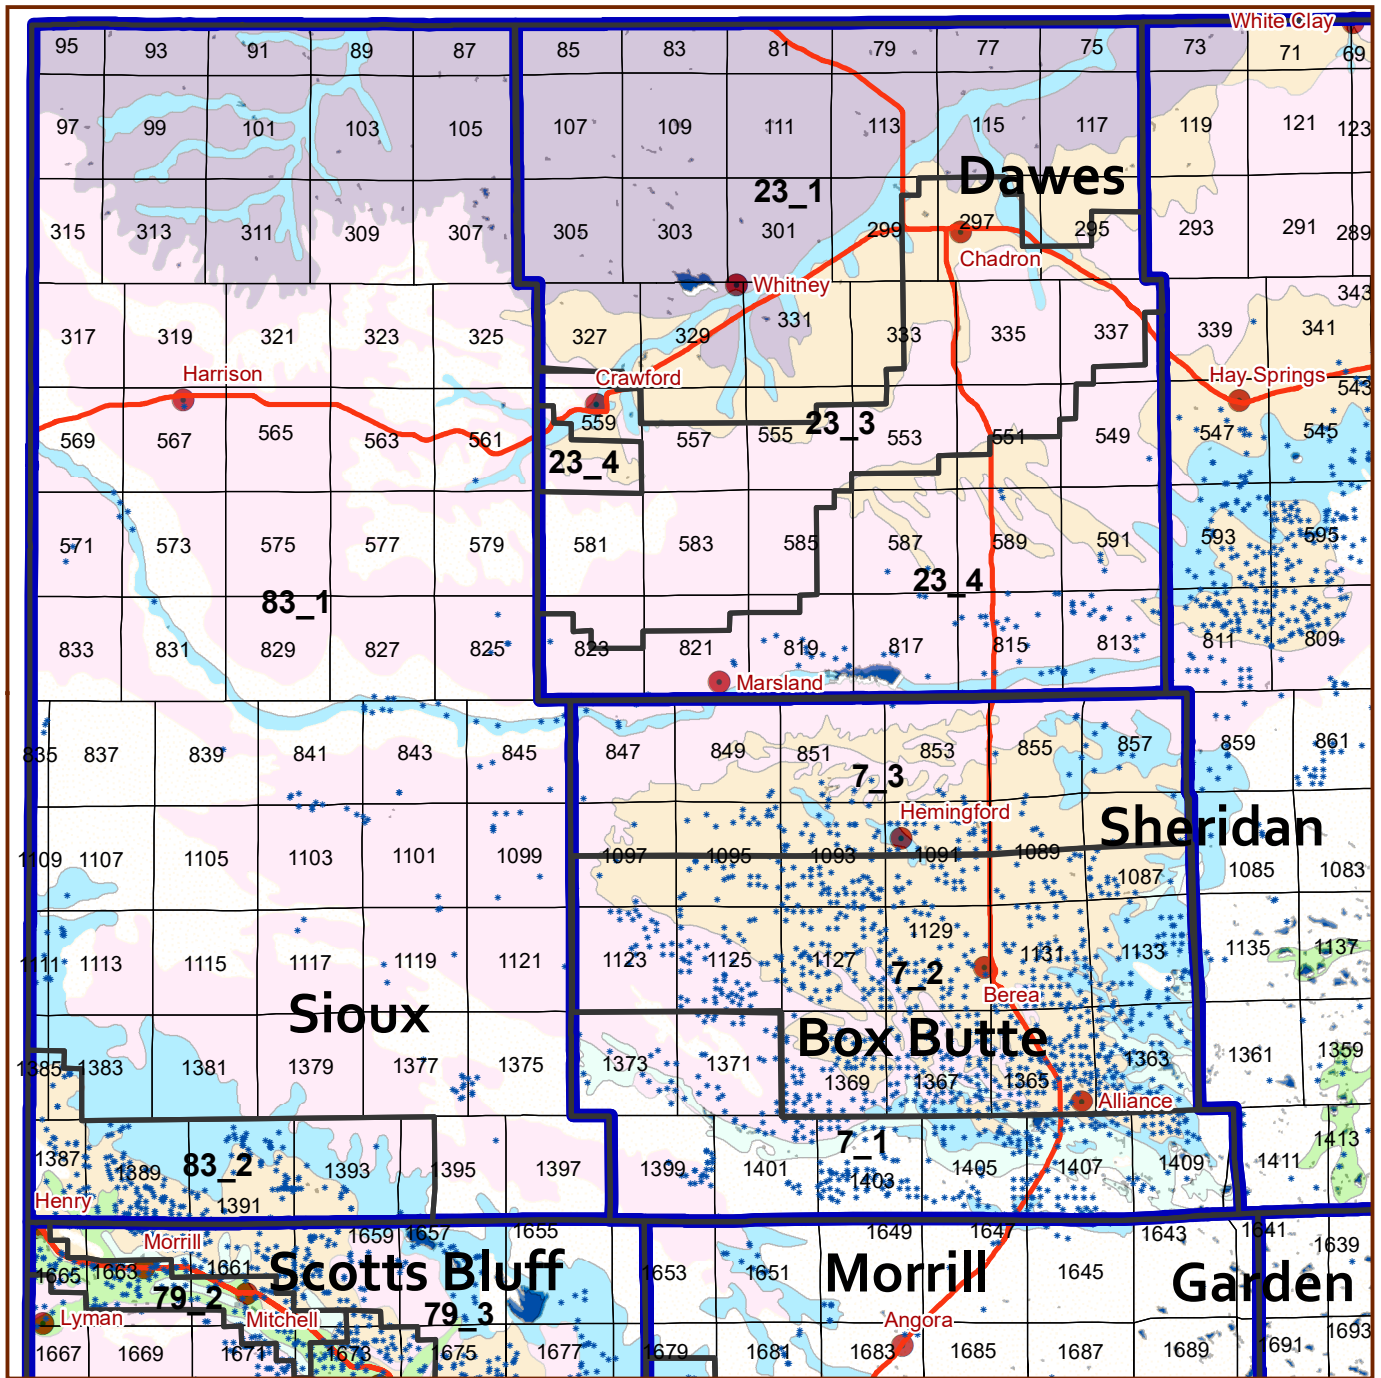 White Clay
95 93 91 89 87 85 83 81 79 77 75 73 71 69
97 99 101 103 105 107 109 111 113 115 117 119 121 123
Dawes
23_1
315 313 311 309 307 305 303 301 299 297 295 293 291 289
Chadron
Whitney
343
317 319 321 323 325 327 329 331 333 335 337 339 341
Harrison
Crawford
Hay Springs
543
569 567 565 563 561 559 557 555 23_3 553 551 549 547 545
23_4
571 573 575 577 579 581 583 585 587 589 591 593 595
23_4
83_1
833 831 829 827 825 823 821 819 817 815 813 811 809
Marsland
835 837 839 841 843 845 847 849 851 853 855 857 859 861
7_3
Hemingford
Sheridan
1109 1107 1105 1103 1101 1099 1097 1095 1093 1091 1089 1087 1085 1083
1129
1111 1113 1115 1117 1119 1121 1123 1125 1127 1131 1133 1135 1137
7_2
Berea
Sioux
Box Butte
1385 1383 1381 1379 1377 1375 1373 1371 1369 1367 1365 1363 1361 1359
Alliance
7_1
1387 1389 83_2 1393 1395 1397 1399 1401 1403 1405 1407 1409 1411 1413
Henry
1391
1659 1657 1655 1649 1647 1643 1641 1639
Morrill
1665 1663 1661 Scotts Bluff 1653 1651 Morrill 1645 Garden
79_2
79_3
Lyman
Mitchell
Angora
1667 1669 1671 1673 1675 1677 1679 1681 1683 1685 1687 1689 1691 1693